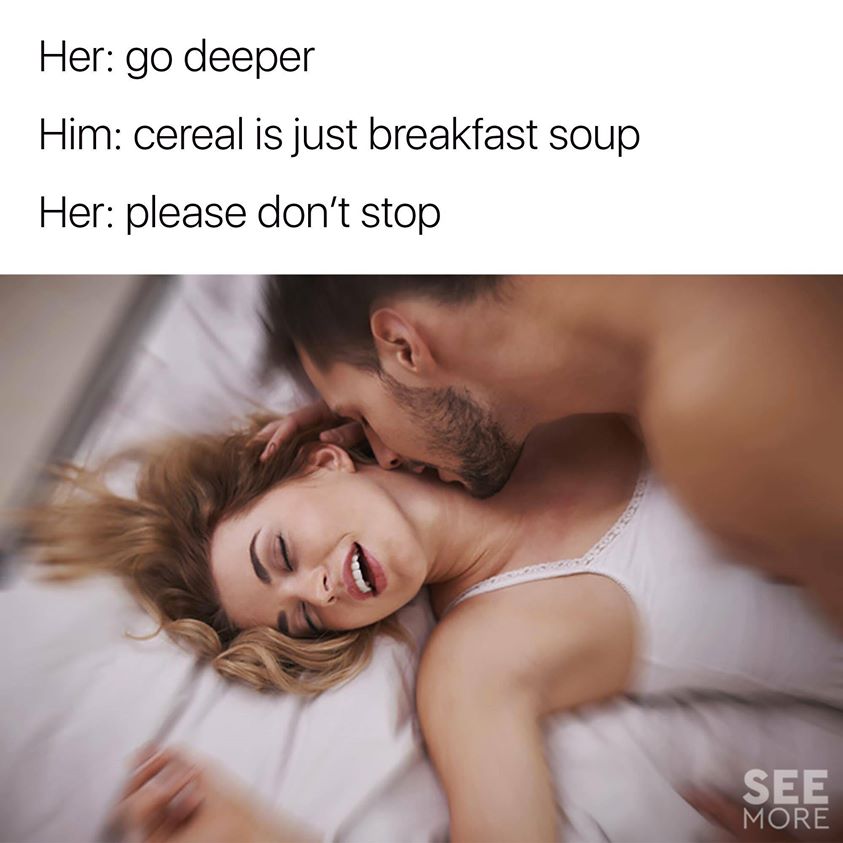 Her: go deeper
Him: cereal is just breakfast soup
Her: please don’t stop
SEE
MORE